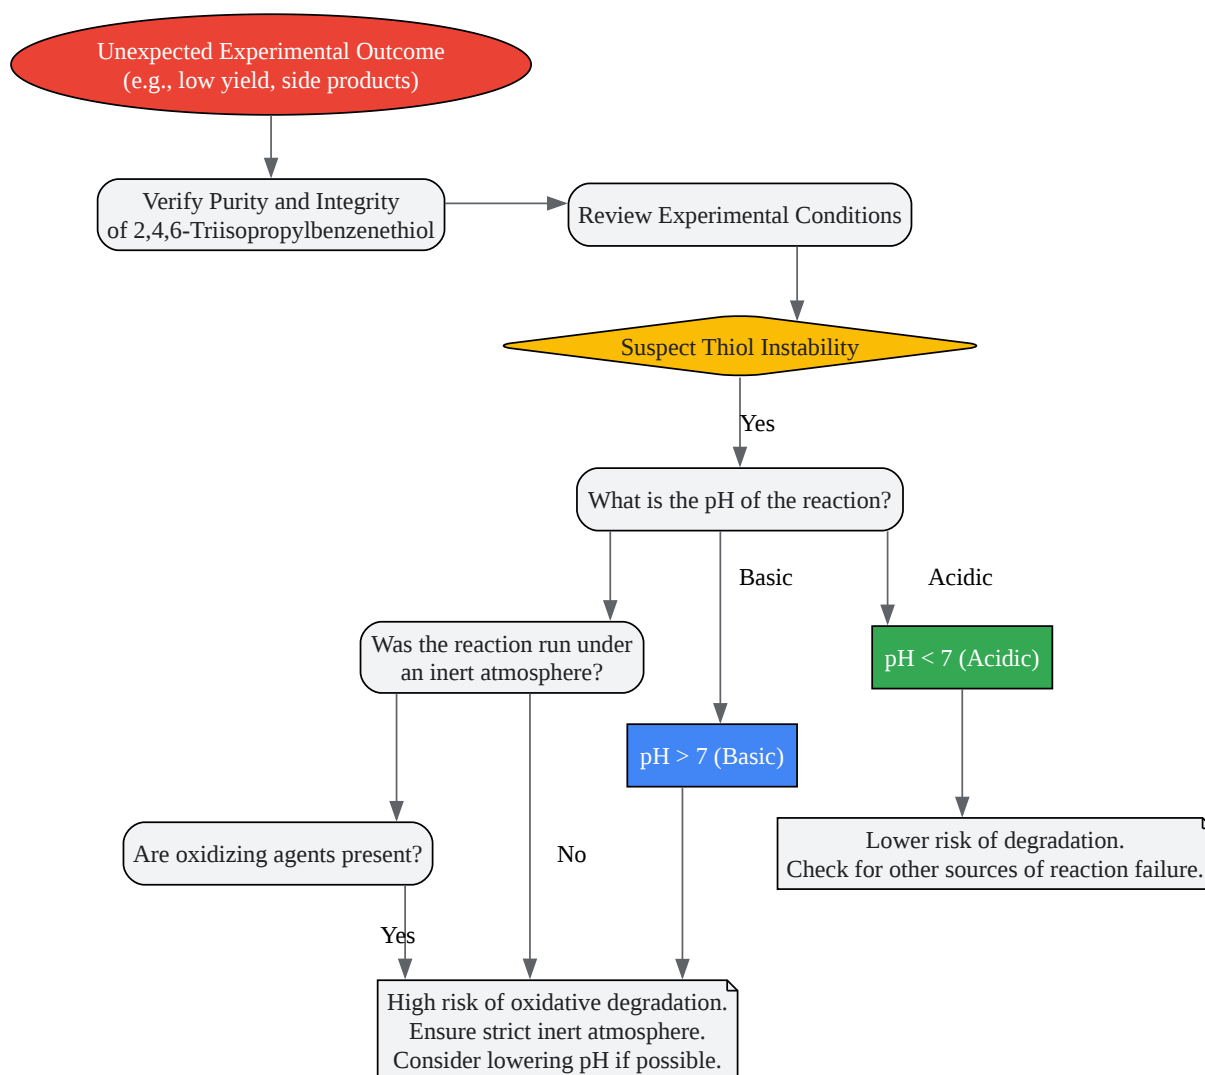 Unexpected Experimental Outcome
(e.g., low yield, side products)
Verify Purity and Integrity
of 2,4,6-Triisopropylbenzenethiol
Review Experimental Conditions
Suspect Thiol Instability
Yes
What is the pH of the reaction?
Basic
Acidic
Was the reaction run under
an inert atmosphere?
pH < 7 (Acidic)
pH > 7 (Basic)
Are oxidizing agents present?
No
Lower risk of degradation.
Check for other sources of reaction failure.
Yes
High risk of oxidative degradation.
Ensure strict inert atmosphere.
Consider lowering pH if possible.